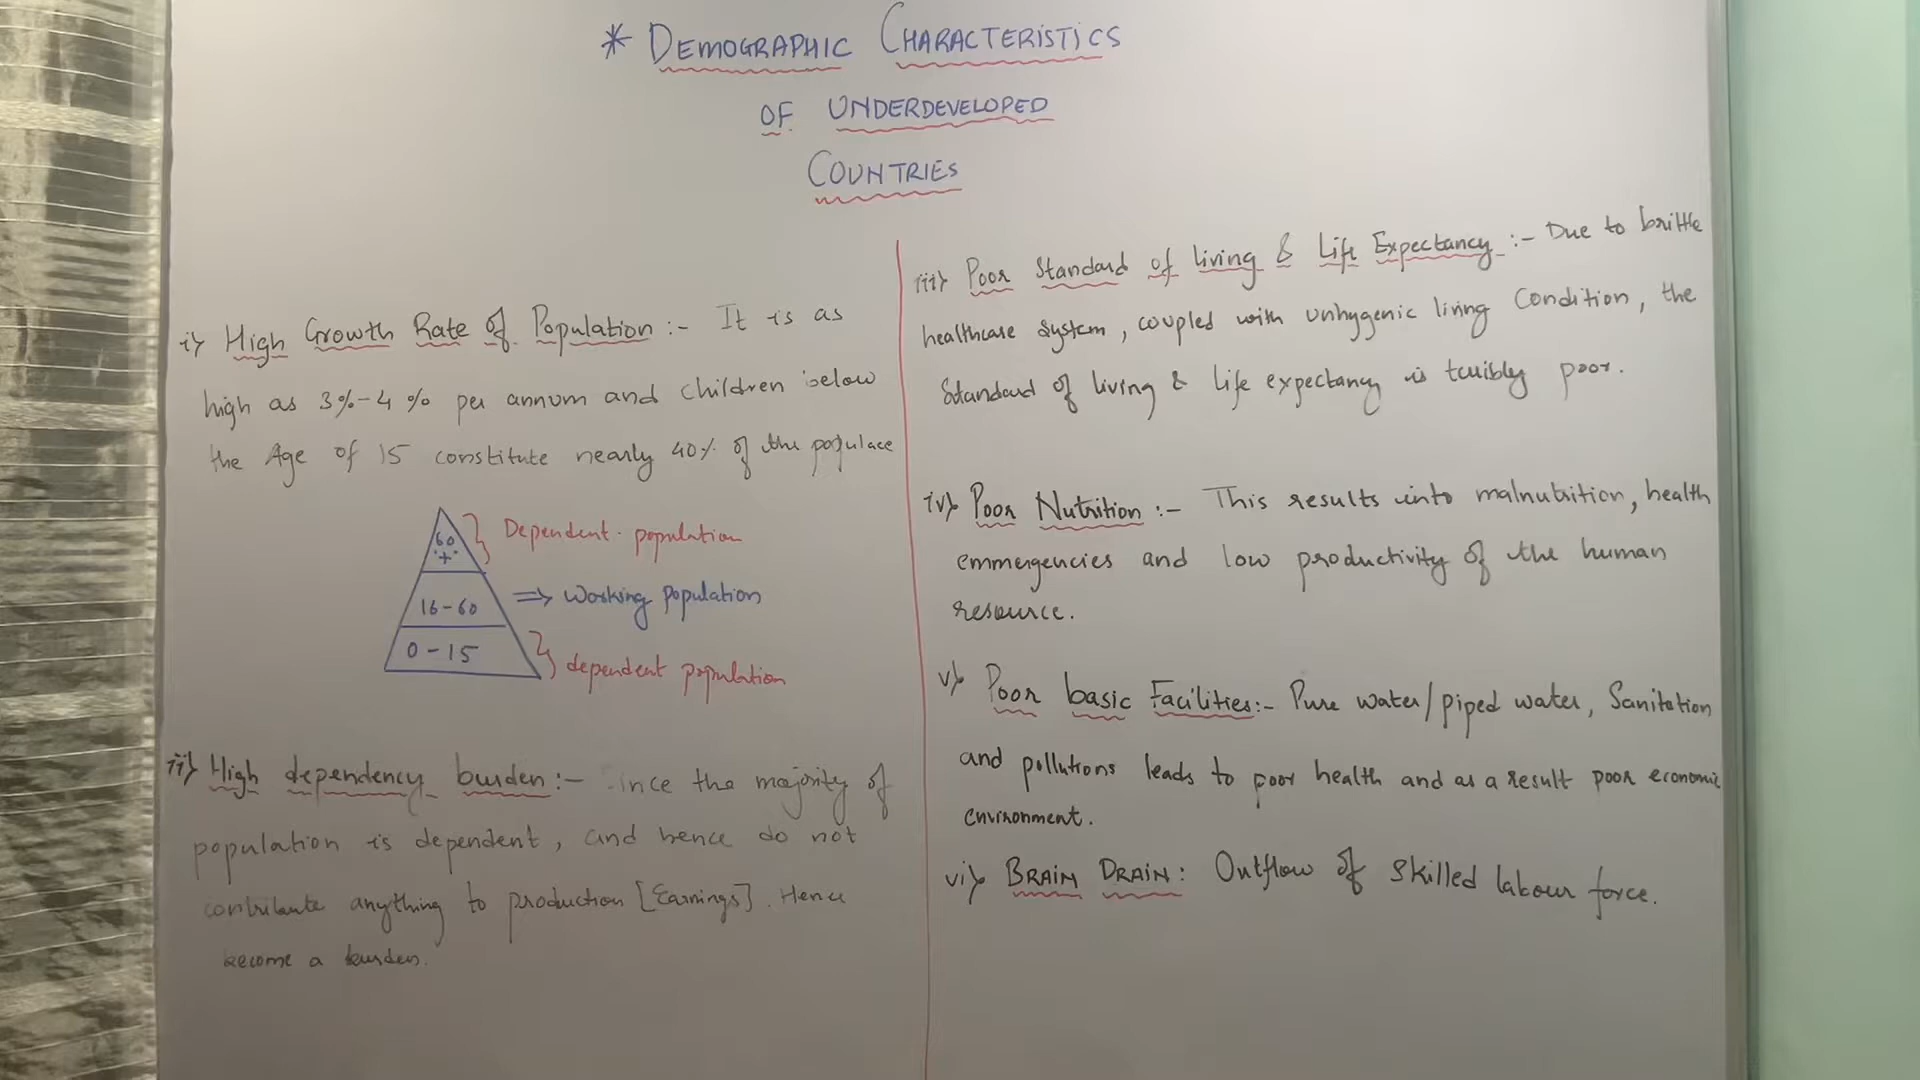 * DEMOGRAPHIC CHARACTERISTICS
OF UNDERDEVELOPED
COUNTRIES
i) High Growth Rate of Population :- It is as
high as 3%-4% per annum and children below
the Age of 15 constitute nearly 40% of the populace
60
+
Dependent population
16-60
⇒ Working population
0-15
dependent population
ii) High dependency burden :- Since the majority of
population is dependent, and hence do not
contribute anything to production [Earnings]. Hence
become a burden.
iii) Poor Standard of living & Life Expectancy :- Due to brittle
healthcare system, coupled with unhygenic living Condition, the
Standard of living & life expectancy is terribly poor.
iv) Poor Nutrition :- This results into malnutrition, health
emmergencies and low productivity of the human
resource.
v) Poor basic Facilities:- Pure water/piped water, Sanitation
and pollutions leads to poor health and as a result poor economic
environment.
vi) BRAIN DRAIN: Outflow of skilled labour force.